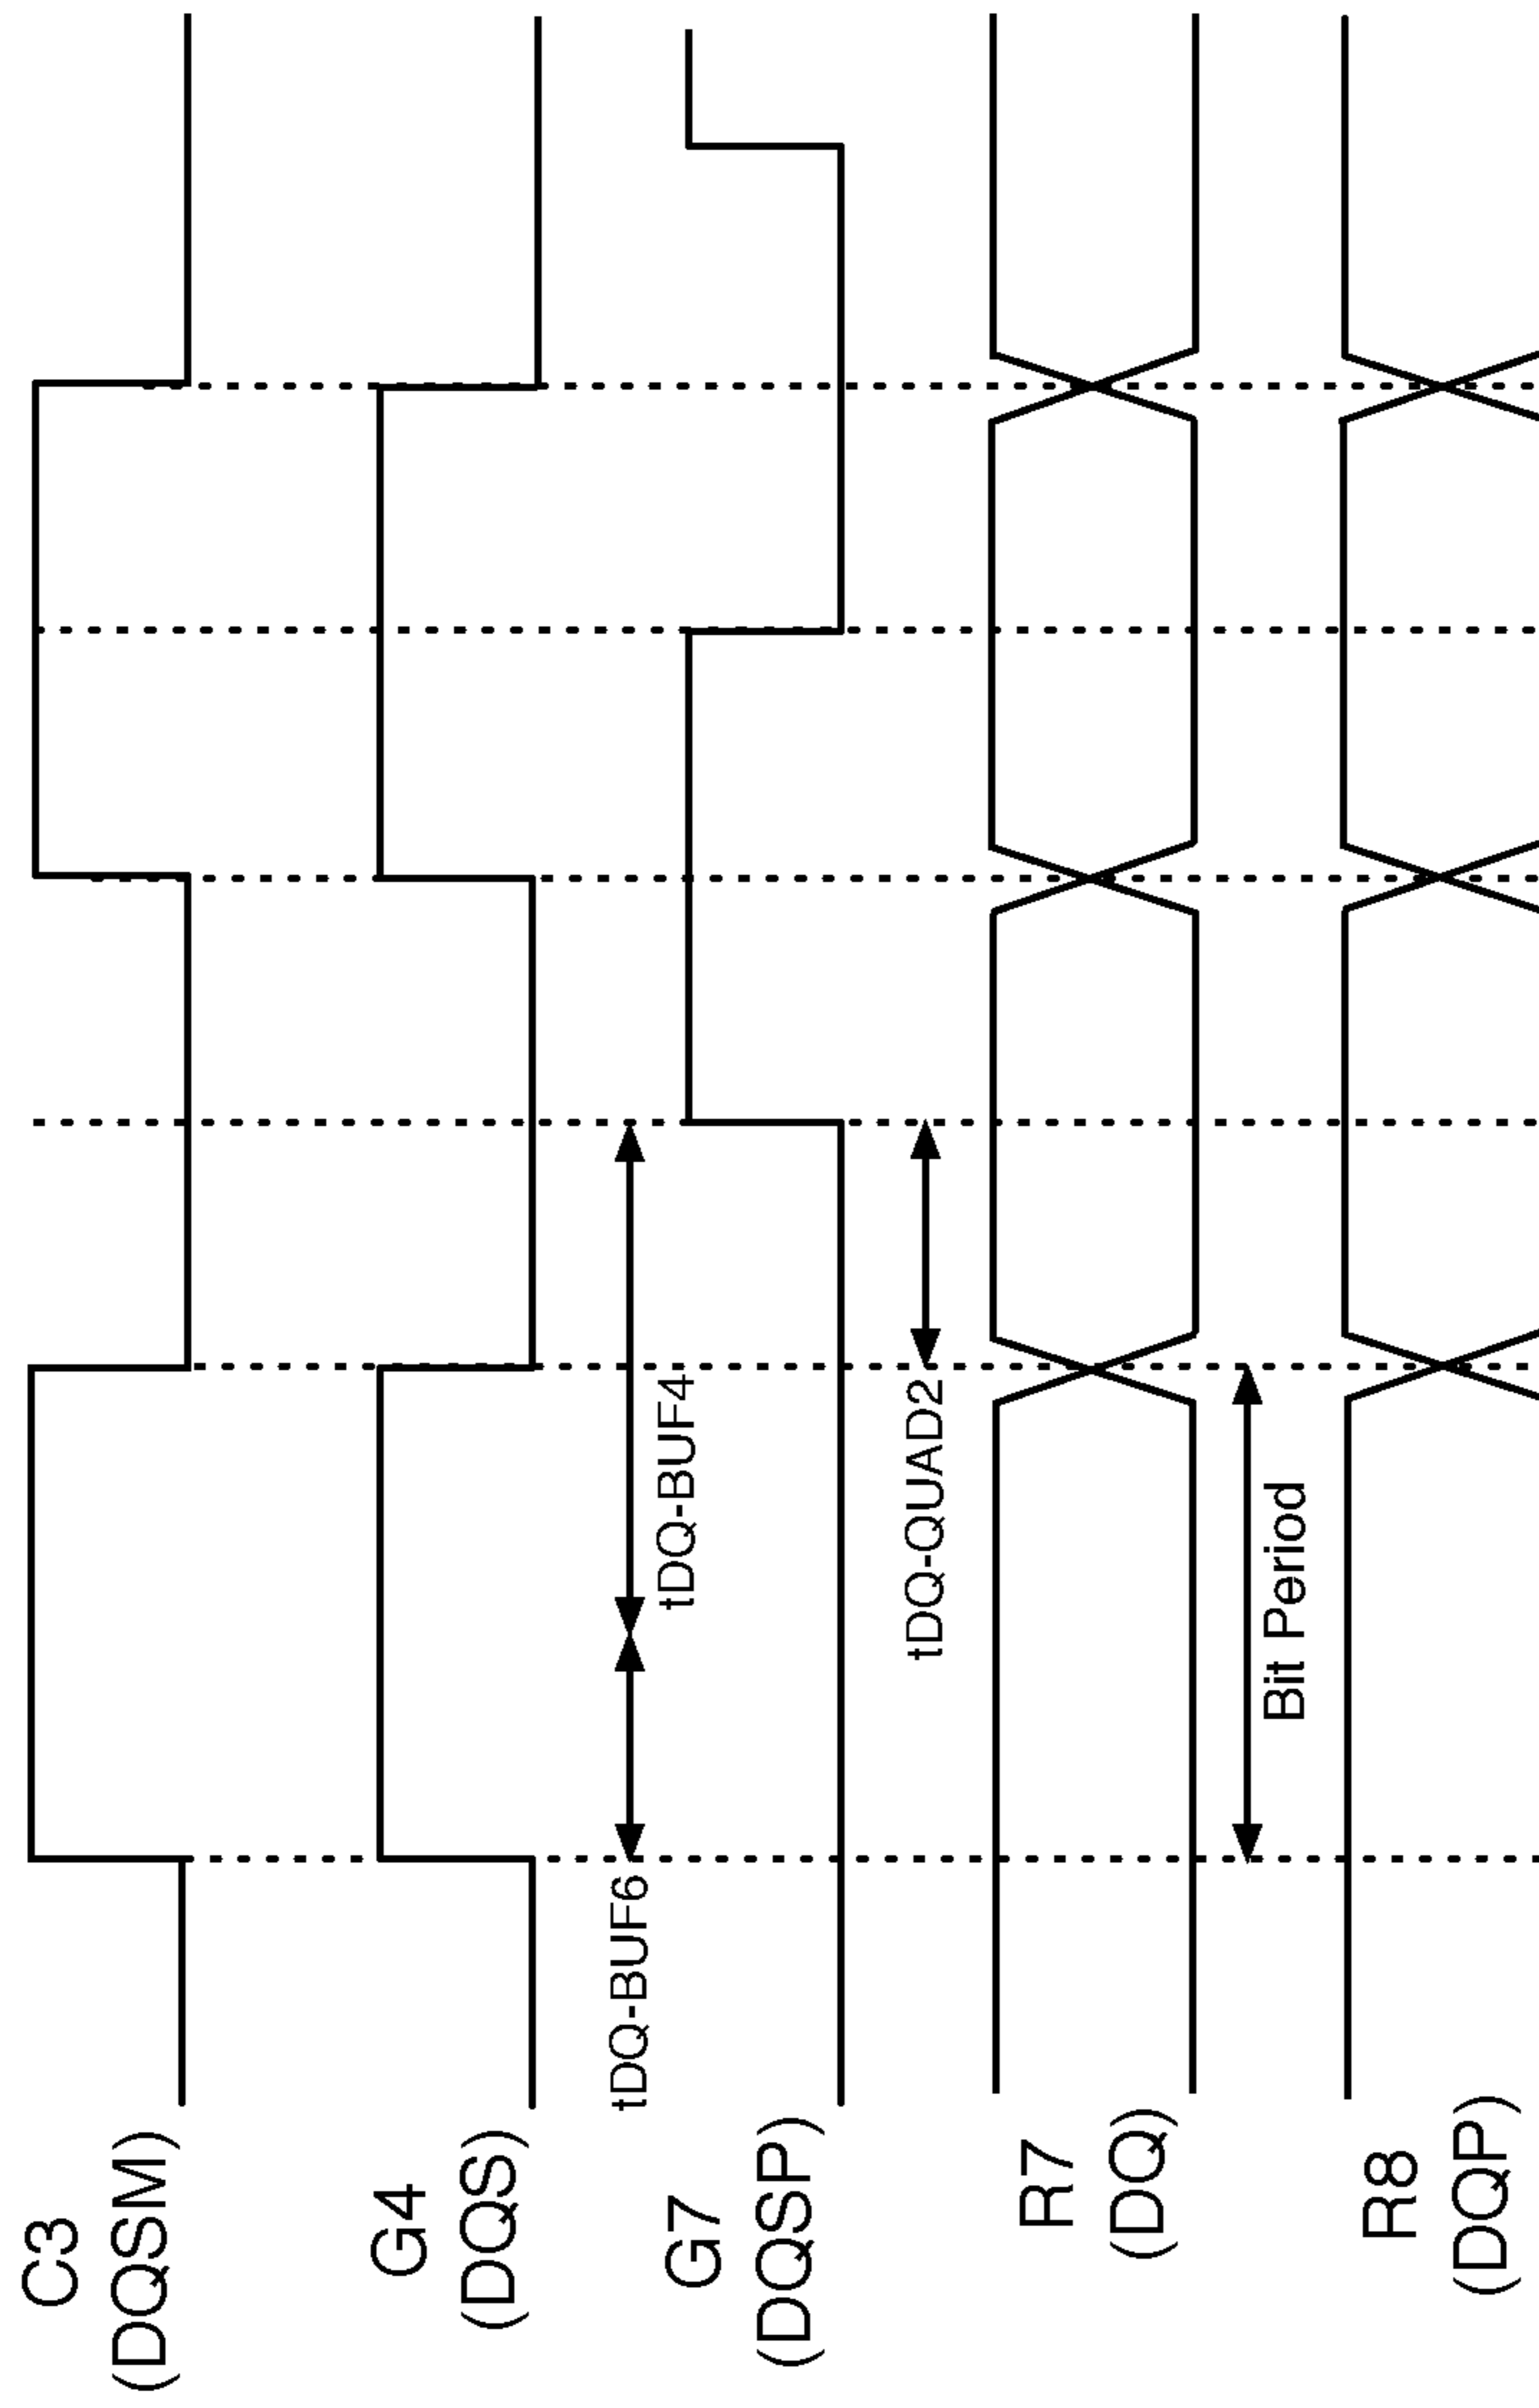 C3
(DQSM)
G4
(DQS)
tDQ-BUF6
tDQ-BUF4
G7
(DQSP)
tDQ-QUAD2
R7
(DQ)
Bit Period
R8
(DQP)